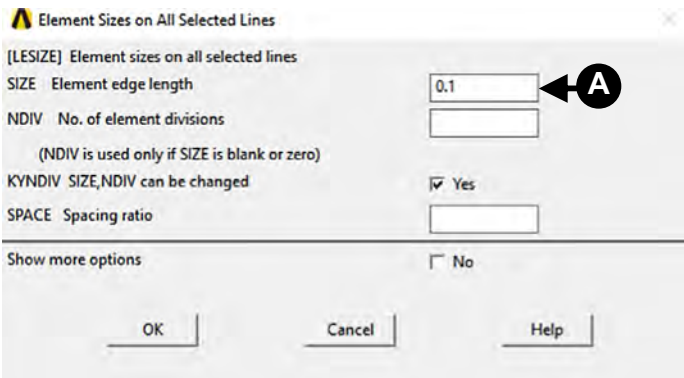 Element Sizes on All Selected Lines
[LESIZE] Element sizes on all selected lines
SIZE Element edge length 0.1 A
NDIV No. of element divisions
(NDIV is used only if SIZE is blank or zero)
KYNDIV SIZE,NDIV can be changed Yes
SPACE Spacing ratio
Show more options No
OK Cancel Help